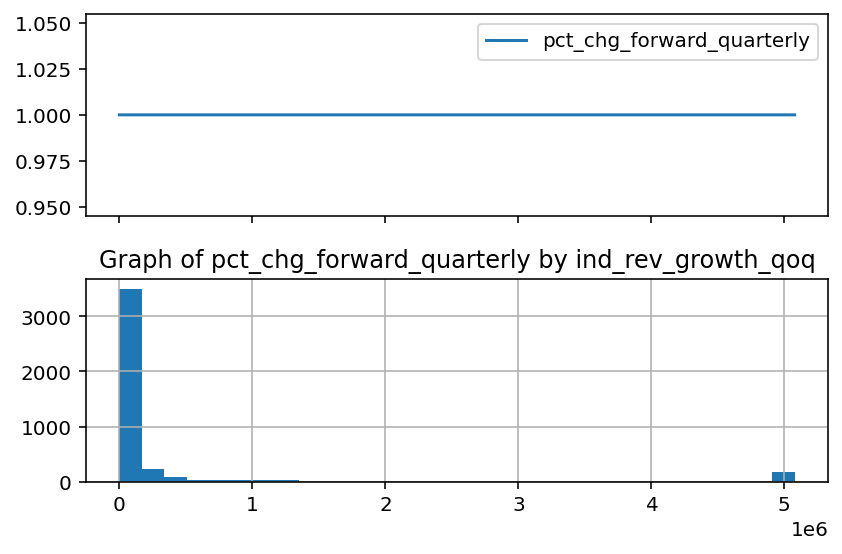 1.050
1.025
1.000
0.975
0.950
pct_chg_forward_quarterly
Graph of pct_chg_forward_quarterly by ind_rev_growth_qoq
3000
2000
1000
0
0 1 2 3 4 5
1e6